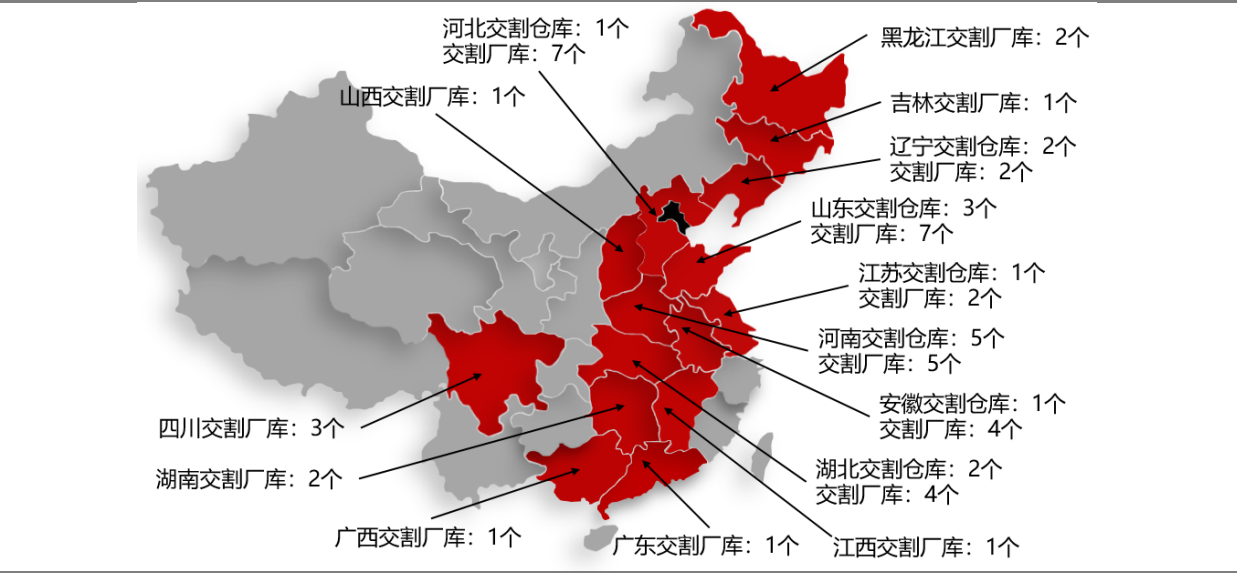 河北交割仓库：1个
交割厂库：7个
黑龙江交割厂库：2个
山西交割厂库：1个
吉林交割厂库：1个
辽宁交割仓库：2个
交割厂库：2个
山东交割仓库：3个
交割厂库：7个
江苏交割仓库：1个
交割厂库：2个
河南交割仓库：5个
交割厂库：5个
安徽交割仓库：1个
交割厂库：4个
四川交割厂库：3个
湖北交割仓库：2个
交割厂库：4个
湖南交割厂库：2个
广西交割厂库：1个
广东交割厂库：1个
江西交割厂库：1个